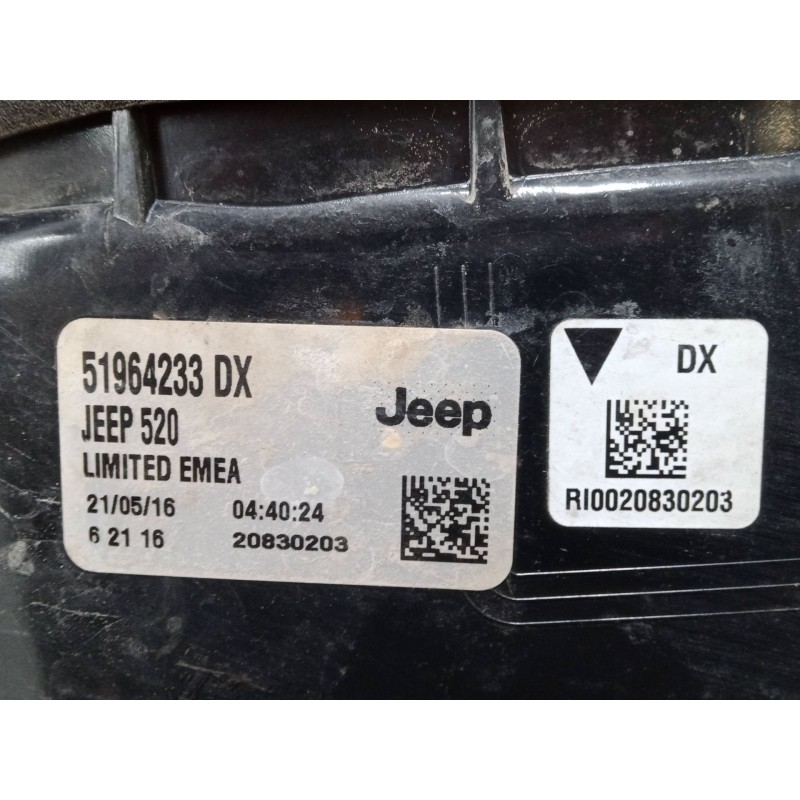 51964233 DX
Jeep
JEEP 520
LIMITED EMEA
21/05/16 04:40:24
6 21 16 20830203
DX
RI0020830203